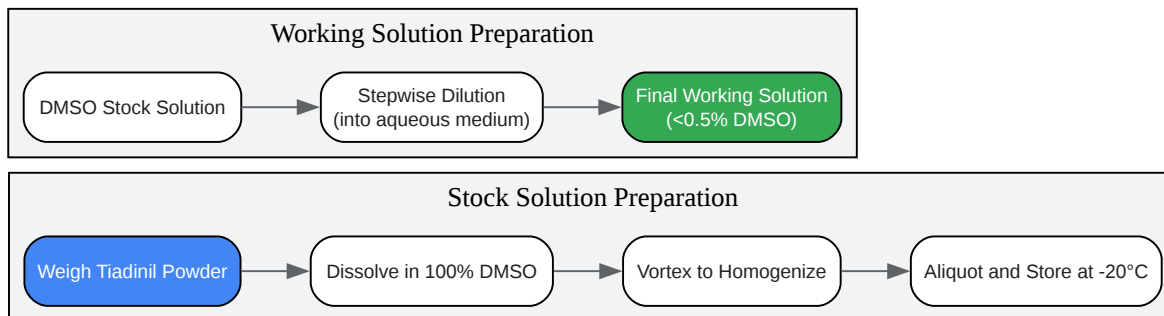 Working Solution Preparation
DMSO Stock Solution
Stepwise Dilution
(into aqueous medium)
Final Working Solution
(<0.5% DMSO)
Stock Solution Preparation
Weigh Tiadinil Powder
Dissolve in 100% DMSO
Vortex to Homogenize
Aliquot and Store at -20°C